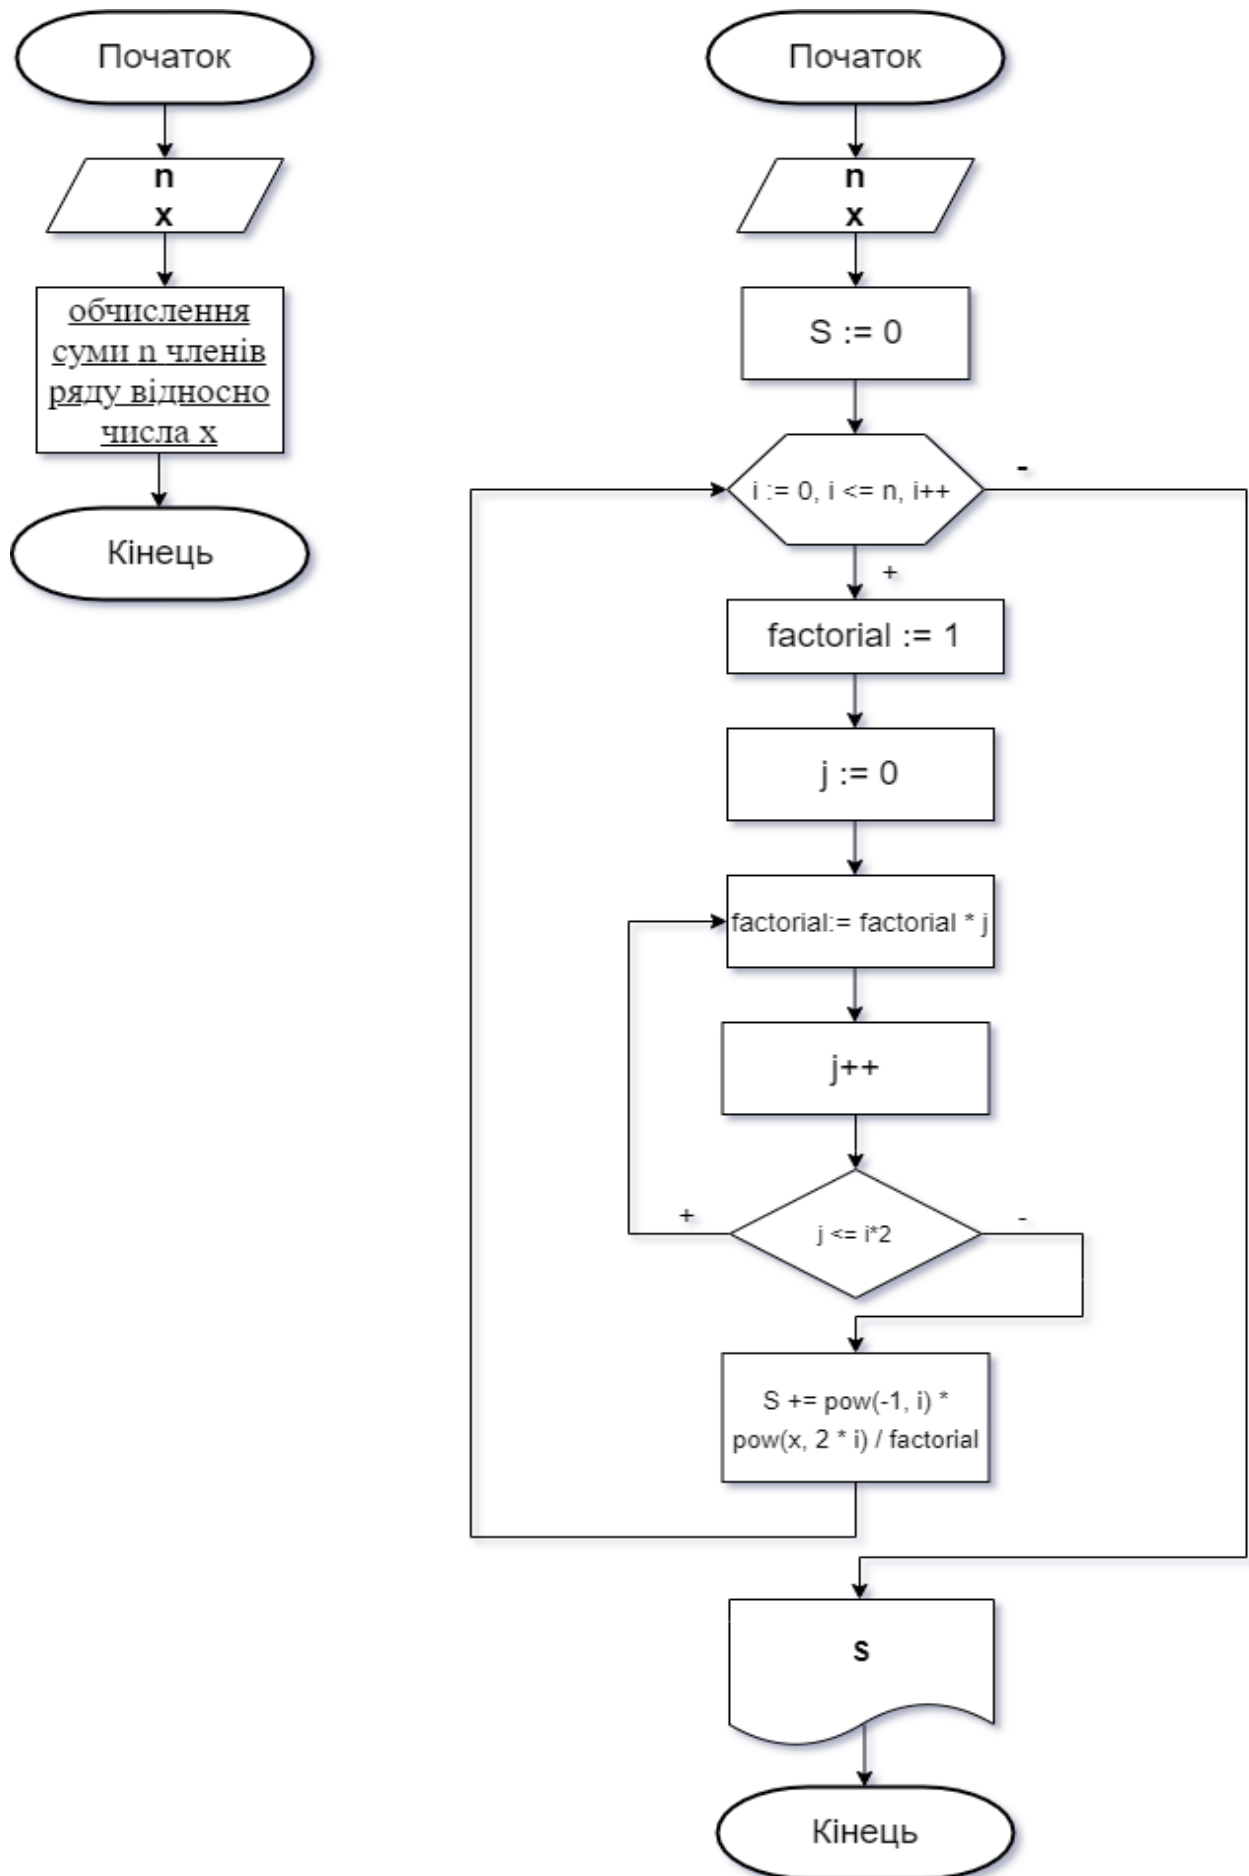 Початок
n
x
обчислення
суми n членів
ряду відносно
числа x
Кінець
Початок
n
x
S := 0
i := 0, i <= n, i++
-
+
factorial := 1
j := 0
factorial:= factorial * j
j++
+
j <= i*2
-
S += pow(-1, i) *
pow(x, 2 * i) / factorial
s
Кінець